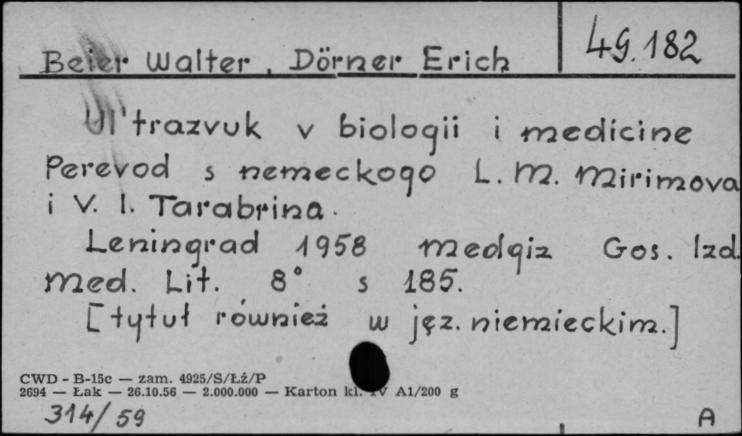 Beier Walter, Dörner Erich 49.182
Ul'trazvuk v biologii i medicine
Perevod s nemeckogo L. M. Mirimova
i V. I. Tarabrina.
Leningrad 1958 medgiz Gos. Izd.
med. Lit. 8° s 185.
[tytuł również w jęz. niemieckim.]
CWD - B-15c — zam. 4925/S/Łż/P
2694 — Łak — 26.10.56 — 2.000.000 — Karton kl. IV A1/200 g
314/59 A